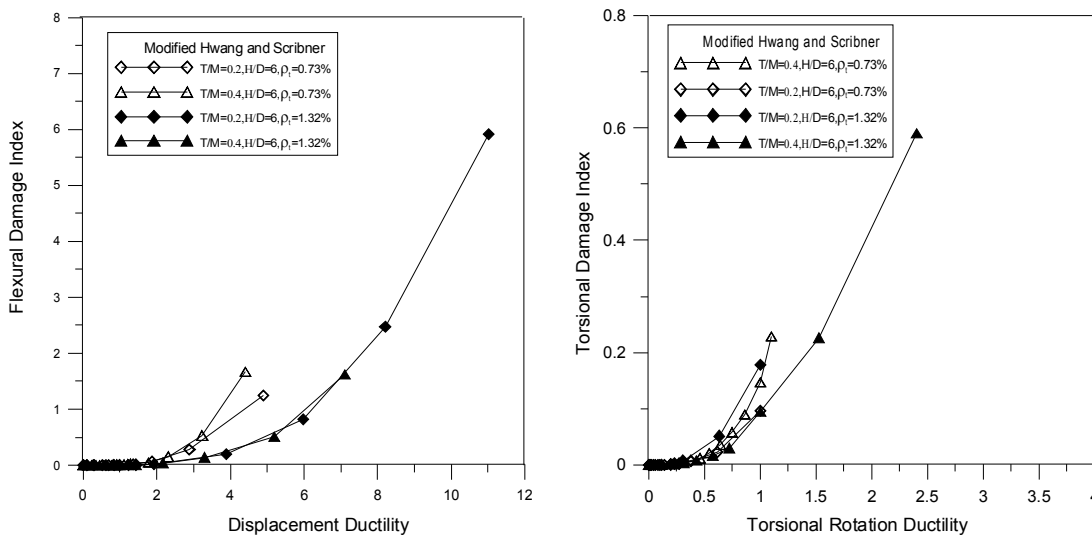 Modified Hwang and Scribner
T/M=0.2,H/D=6,ρt=0.73%
T/M=0.4,H/D=6,ρt=0.73%
T/M=0.2,H/D=6,ρt=1.32%
T/M=0.4,H/D=6,ρt=1.32%
Flexural Damage Index
8
7
6
5
4
3
2
1
0
0 2 4 6 8 10 12
Displacement Ductility
Modified Hwang and Scribner
T/M=0.4,H/D=6,ρt=0.73%
T/M=0.2,H/D=6,ρt=0.73%
T/M=0.2,H/D=6,ρt=1.32%
T/M=0.4,H/D=6,ρt=1.32%
Torsional Damage Index
0.8
0.6
0.4
0.2
0
0 0.5 1 1.5 2 2.5 3 3.5 4
Torsional Rotation Ductility